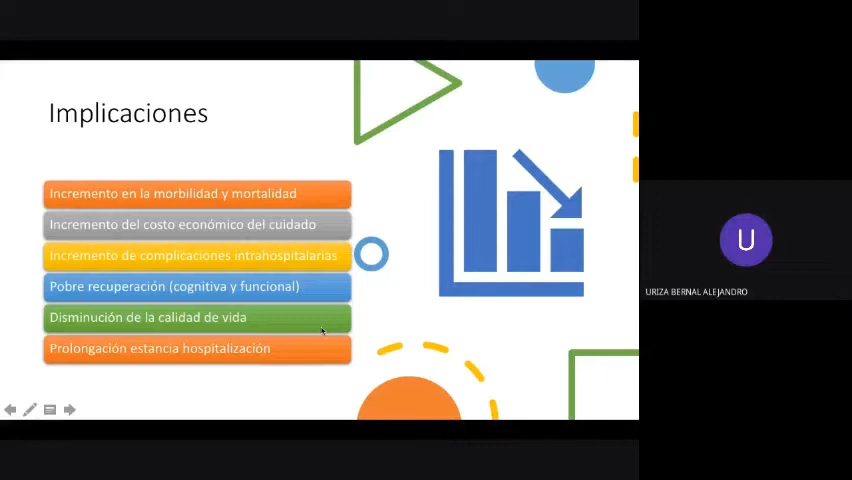 Implicaciones
Incremento en la morbilidad y mortalidad
Incremento del costo económico del cuidado
Incremento de complicaciones intrahospitalarias
Pobre recuperación (cognitiva y funcional)
Disminución de la calidad de vida
Prolongación estancia hospitalización
U
URIZA BERNAL ALEJANDRO